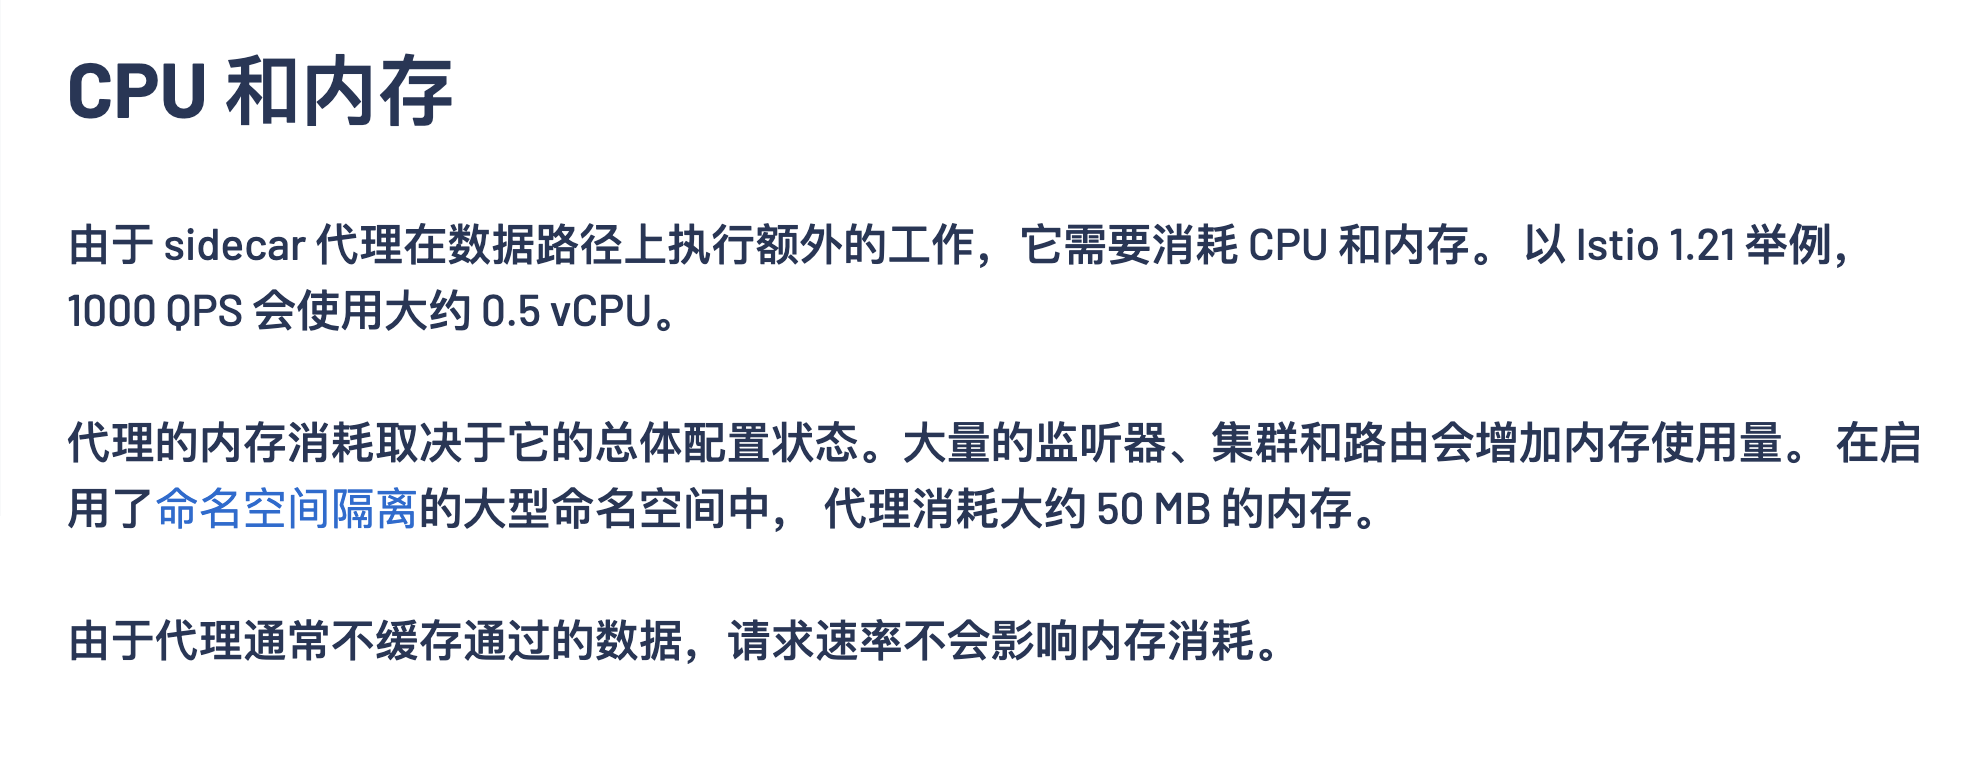 CPU 和内存
由于 sidecar 代理在数据路径上执行额外的工作， 它需要消耗 CPU 和内存。 以 Istio 1.21 举例，
1000 QPS 会使用大约 0.5 vCPU。
代理的内存消耗取决于它的总体配置状态。大量的监听器、集群和路由会增加内存使用量。 在启
用了命名空间隔离的大型命名空间中， 代理消耗大约 50 MB 的内存。
由于代理通常不缓存通过的数据，请求速率不会影响内存消耗。